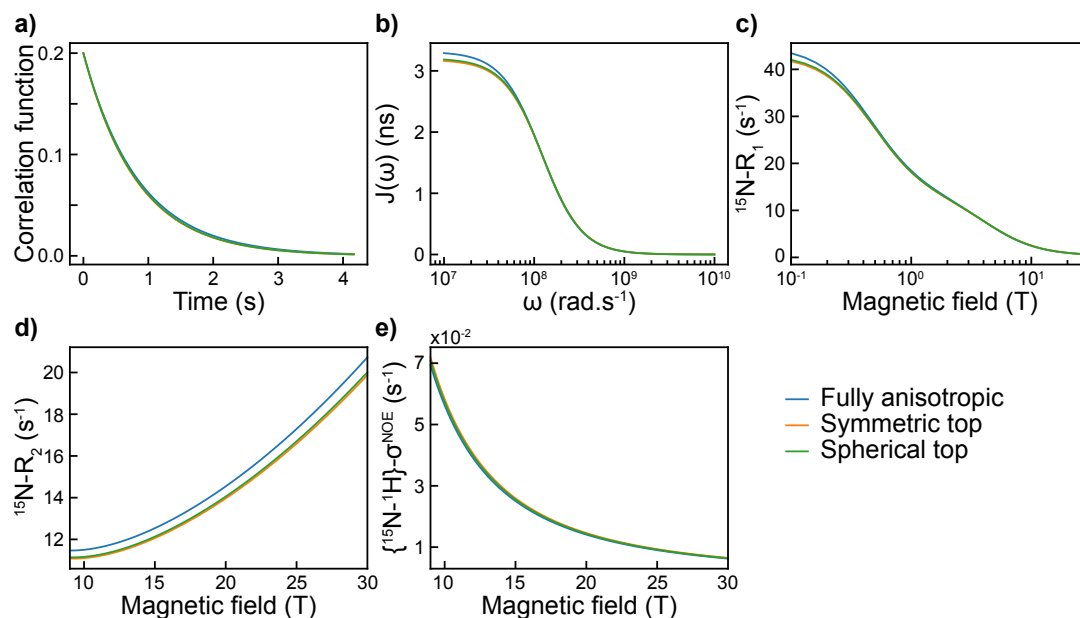 a)
Correlation function
0.2
0.1
0.0
0 1 2 3 4
Time (s)
b)
J(ω) (ns)
3
2
1
0
10⁷ 10⁸ 10⁹ 10¹⁰
ω (rad.s⁻¹)
c)
¹⁵N-R₁ (s⁻¹)
40
30
20
10
0
10⁻¹ 10⁰ 10¹
Magnetic field (T)
d)
¹⁵N-R₂ (s⁻¹)
20
18
16
14
12
10 15 20 25 30
Magnetic field (T)
e)
x10⁻²
{¹⁵N-¹H}-σᴺᴼᴱ (s⁻¹)
7
5
3
1
10 15 20 25 30
Magnetic field (T)
Fully anisotropic
Symmetric top
Spherical top